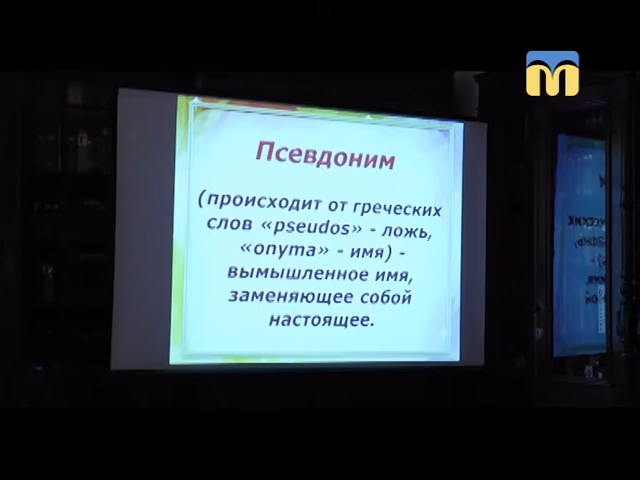 Псевдоним
(происходит от греческих
слов «pseudos» - ложь,
«onyma» - имя) -
вымышленное имя,
заменяющее собой
настоящее.